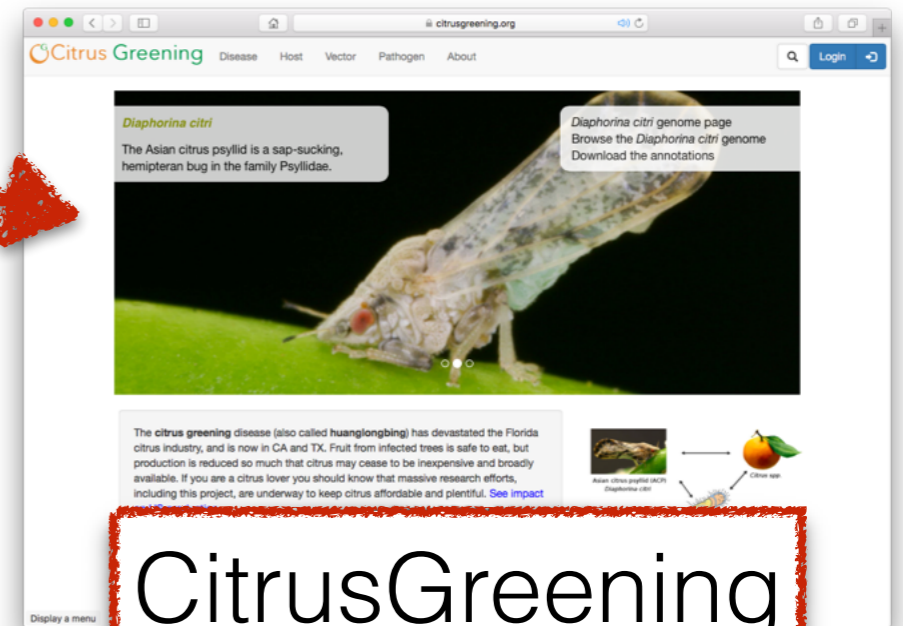 citrusgreening.org
Citrus Greening Disease Host Vector Pathogen About Login
Diaphorina citri
The Asian citrus psyllid is a sap-sucking,
hemipteran bug in the family Psyllidae.
Diaphorina citri genome page
Browse the Diaphorina citri genome
Download the annotations
The citrus greening disease (also called huanglongbing) has devastated the Florida
citrus industry, and is now in CA and TX. Fruit from infected trees is safe to eat, but
production is reduced so much that citrus may cease to be inexpensive and broadly
available. If you are a citrus lover you should know that massive research efforts,
including this project, are underway to keep citrus affordable and plentiful. See impact
Asian citrus psyllid (ACP)
Diaphorina citri
Citrus spp.
CitrusGreening
Display a menu